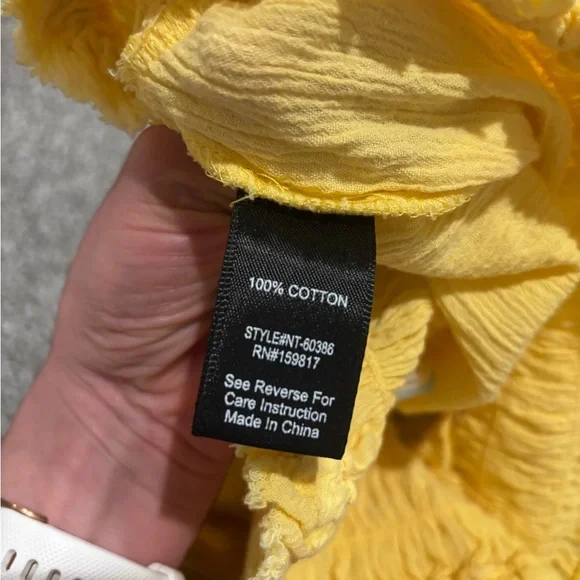 100% COTTON
STYLE#NT-60386
RN#159817
See Reverse For
Care Instruction
Made In China